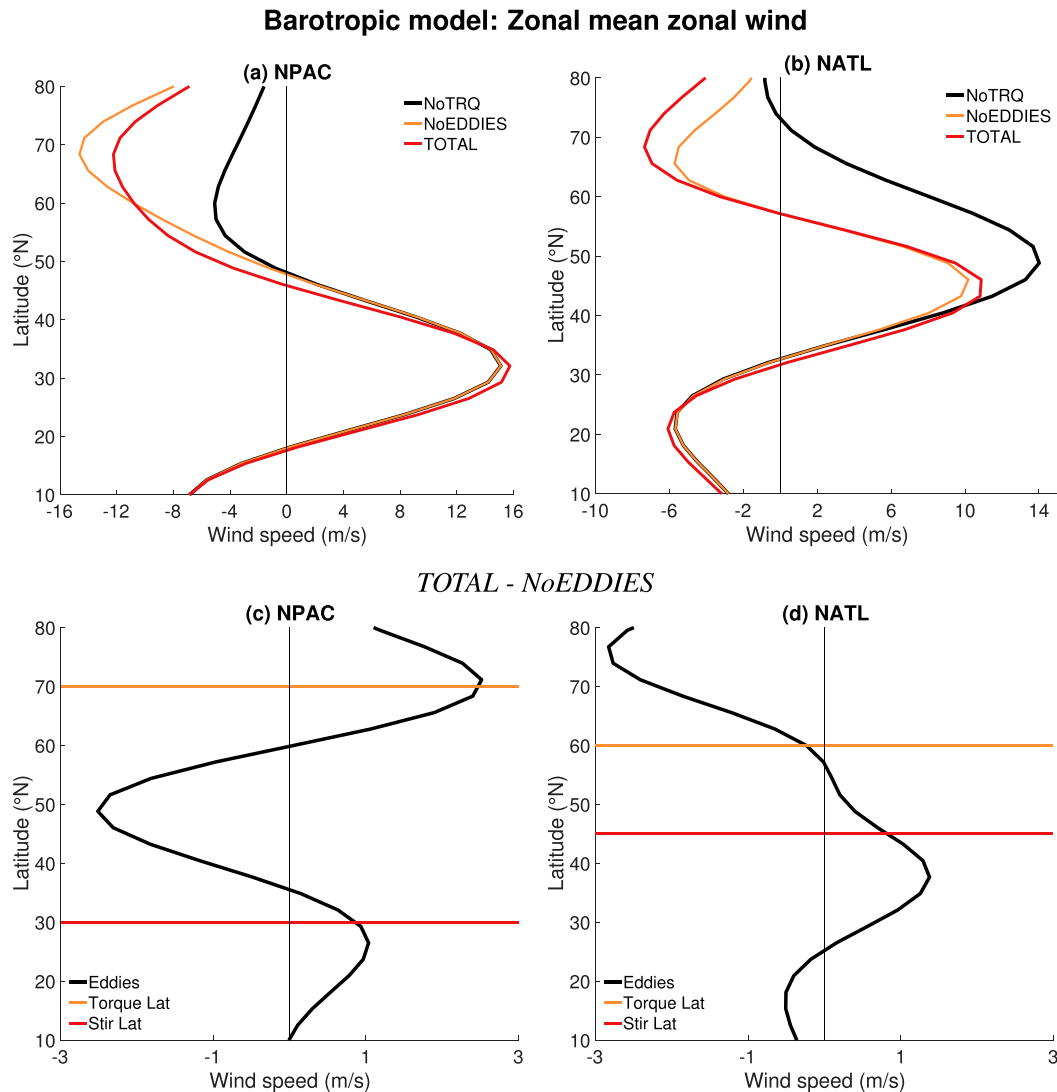 Barotropic model: Zonal mean zonal wind
(a) NPAC
80
70
60
50
40
30
20
10
Latitude (°N)
-16
-12
-8
-4
0
4
8
12
16
Wind speed (m/s)
NoTRQ
NoEDDIES
TOTAL
(b) NATL
80
70
60
50
40
30
20
10
Latitude (°N)
-10
-6
-2
2
6
10
14
Wind speed (m/s)
NoTRQ
NoEDDIES
TOTAL
TOTAL - NoEDDIES
(c) NPAC
80
70
60
50
40
30
20
10
Latitude (°N)
Eddies
Torque Lat
Stir Lat
-3
-1
1
3
Wind speed (m/s)
(d) NATL
80
70
60
50
40
30
20
10
Latitude (°N)
Eddies
Torque Lat
Stir Lat
-3
-1
1
3
Wind speed (m/s)